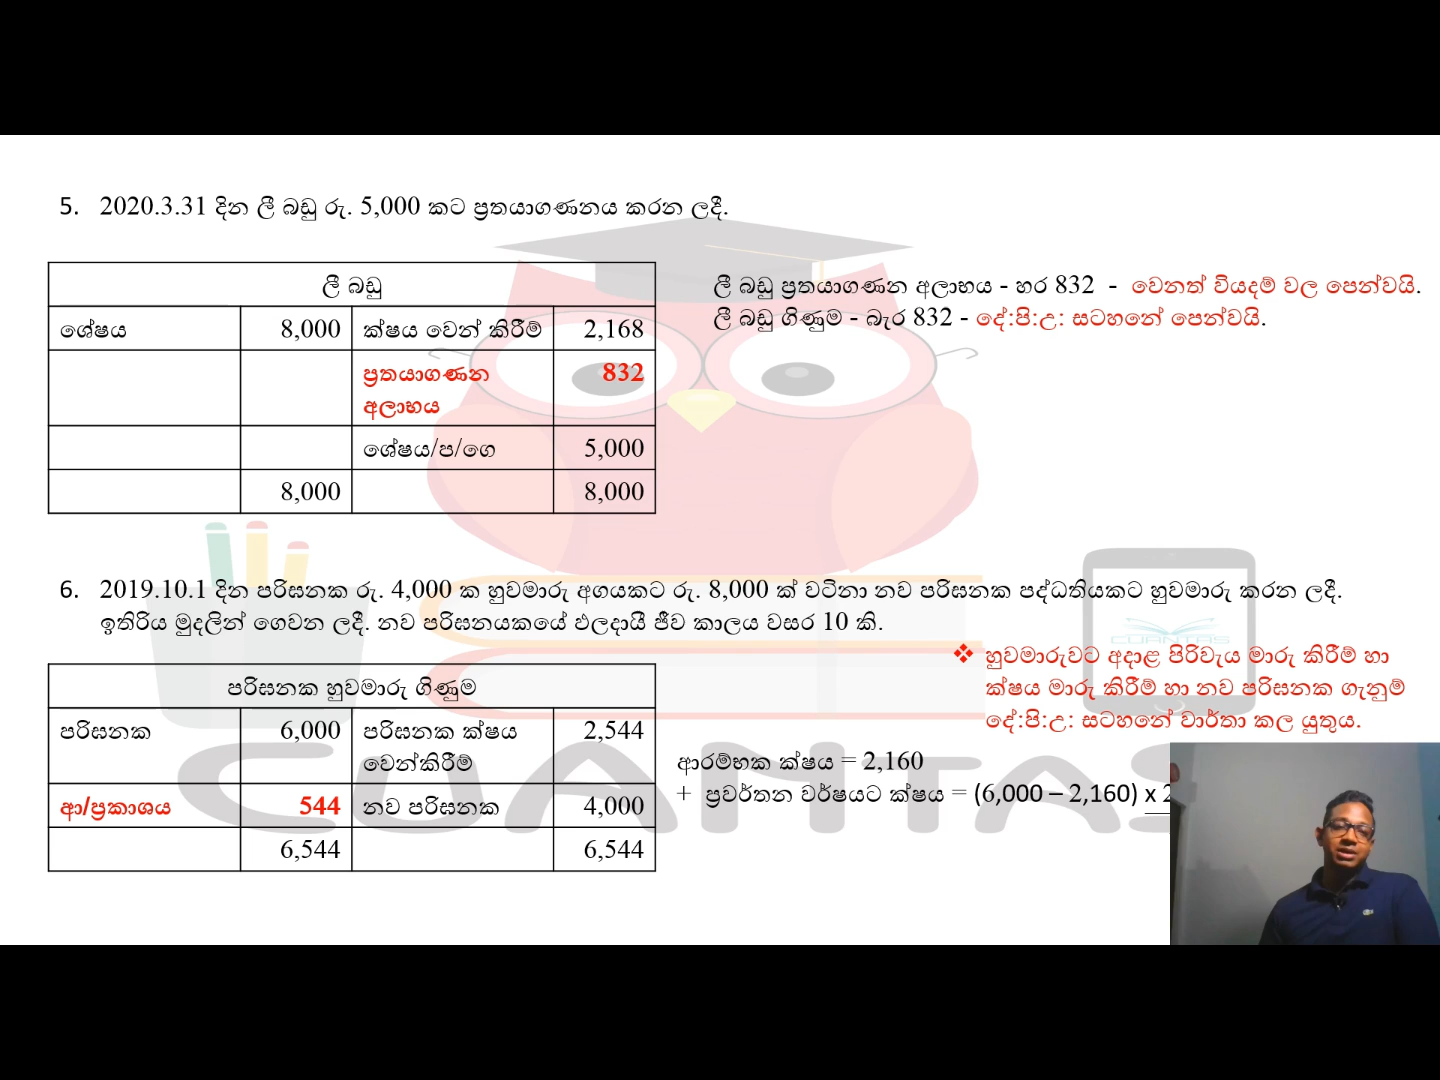 5. 2020.3.31 දින ලී බඩු රු. 5,000 කට ප්‍රත්‍යාගණනය කරන ලදී.
ලී බඩු
ශේෂය 8,000 ක්ෂය වෙන් කිරීම් 2,168
ප්‍රත්‍යාගණන 832
අලාභය
ශේෂය/ප/ගෙ 5,000
8,000 8,000
ලී බඩු ප්‍රත්‍යාගණන අලාභය - හර 832 - වෙනත් වියදම් වල පෙන්වයි.
ලී බඩු ගිණුම - බැර 832 - දේ:පි:උ: සටහනේ පෙන්වයි.
6. 2019.10.1 දින පරිඝනක රු. 4,000 ක හුවමාරු අගයකට රු. 8,000 ක් වටිනා නව පරිඝනක පද්ධතියකට හුවමාරු කරන ලදී.
ඉතිරිය මුදලින් ගෙවන ලදී. නව පරිඝනයකයේ ඵලදායී ජීව කාලය වසර 10 කි.
පරිඝනක හුවමාරු ගිණුම
පරිඝනක 6,000 පරිඝනක ක්ෂය 2,544
වෙන්කිරීම්
ආ/ප්‍රකාශය 544 නව පරිඝනක 4,000
6,544 6,544
❖ හුවමාරුවට අදාළ පිරිවැය මාරු කිරීම් හා
ක්ෂය මාරු කිරීම් හා නව පරිඝනක ගැනුම්
දේ:පි:උ: සටහනේ වාර්තා කල යුතුය.
ආරම්භක ක්ෂය = 2,160
+ ප්‍රවර්තන වර්ෂයට ක්ෂය = (6,000 – 2,160) x 2
CUANTAS